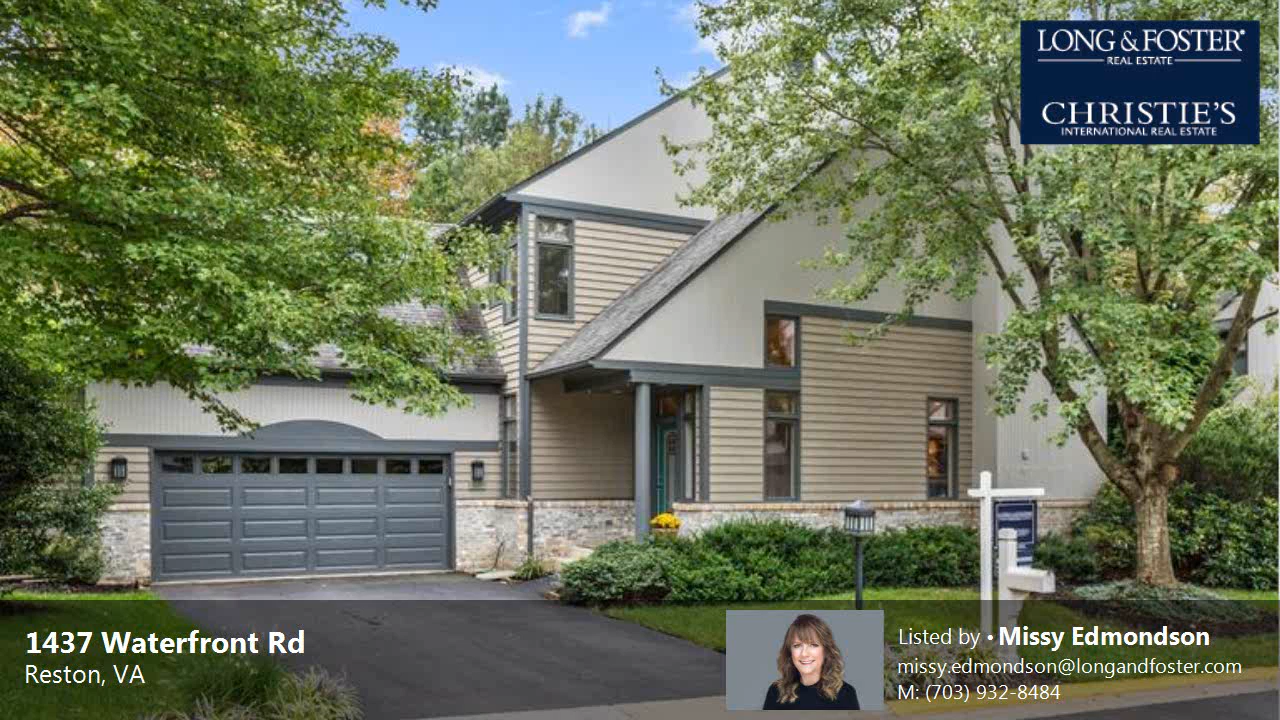 LONG & FOSTER®
REAL ESTATE
CHRISTIE'S
INTERNATIONAL REAL ESTATE
1437 Waterfront Rd
Reston, VA
Listed by • Missy Edmondson
missy.edmondson@longandfoster.com
M: (703) 932-8484